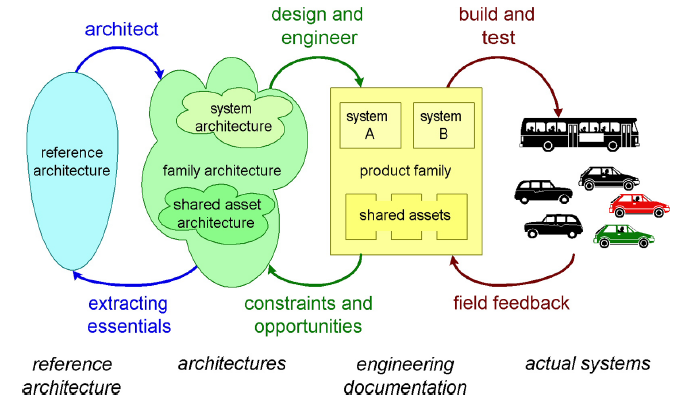 architect
design and
engineer
build and
test
reference
architecture
system
architecture
family architecture
shared asset
architecture
system
A
system
B
product family
shared assets
extracting
essentials
constraints and
opportunities
field feedback
reference
architecture
architectures
engineering
documentation
actual systems